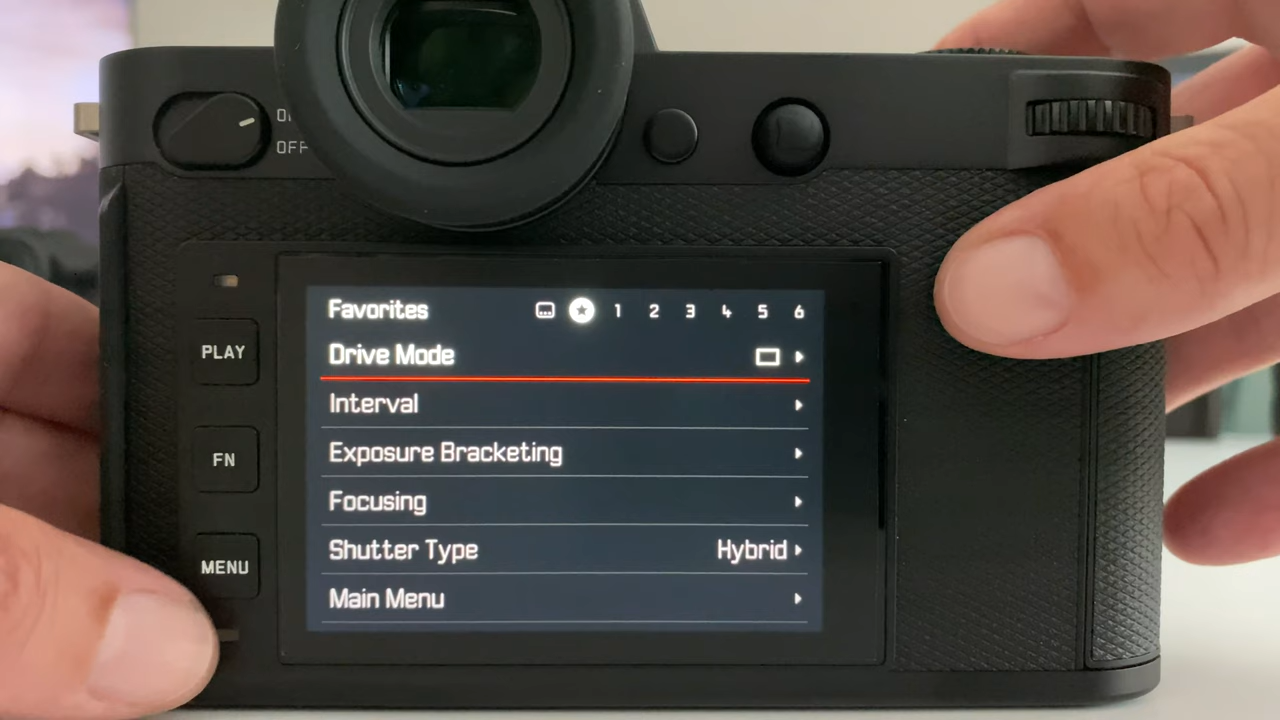 OFF
Favorites 1 2 3 4 5 6
PLAY
Drive Mode
Interval
FN
Exposure Bracketing
Focusing
MENU
Shutter Type Hybrid
Main Menu